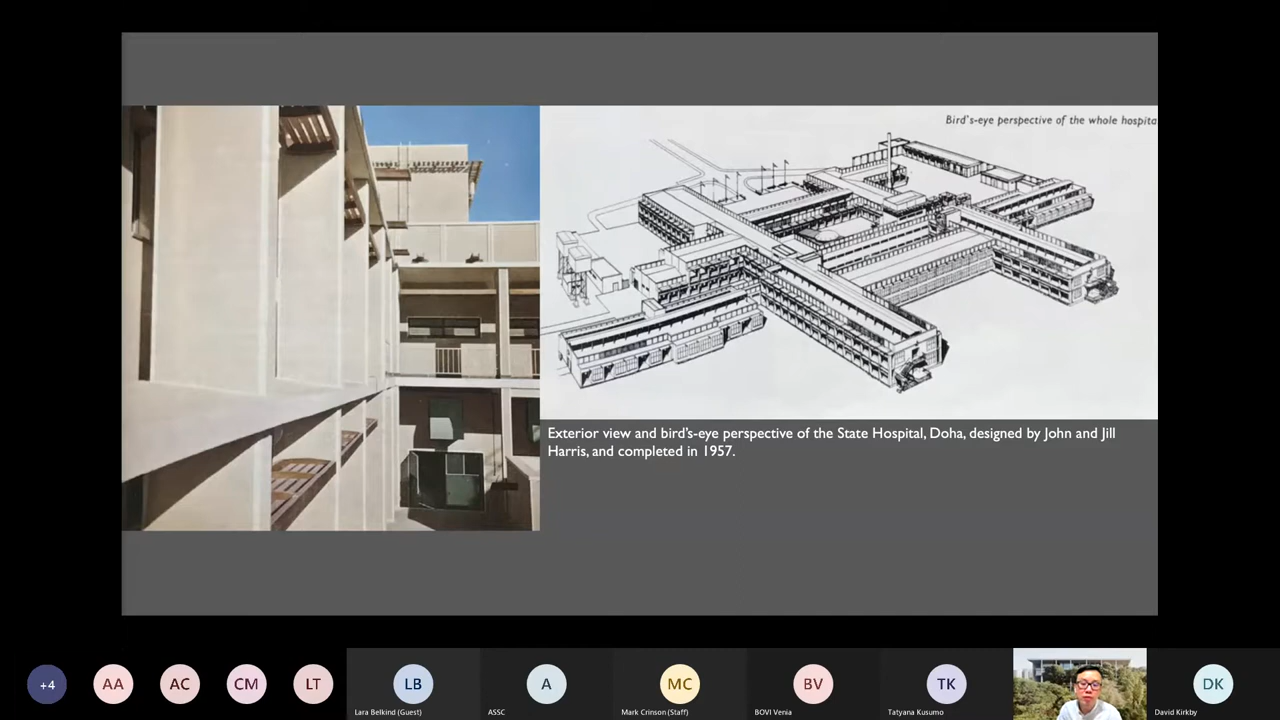 Bird's-eye perspective of the whole hospita
Exterior view and bird's-eye perspective of the State Hospital, Doha, designed by John and Jill
Harris, and completed in 1957.
+4
AA
AC
CM
LT
LB
A
MC
BV
TK
DK
Lara Belkind (Guest)
ASSC
Mark Crinson (Staff)
BOVI Venia
Tatyana Kusumo
David Kirkby